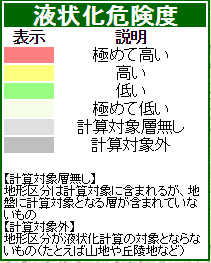 液状化危険度
表示 説明
極めて高い
高い
低い
極めて低い
計算対象層無し
計算対象外
【計算対象層無し】
地形区分は計算対象に含まれるが、地
盤に計算対象となる層が含まれていな
いもの
【計算対象外】
地形区分が液状化計算の対象とならな
いもの(たとえば山地や丘陵地など)